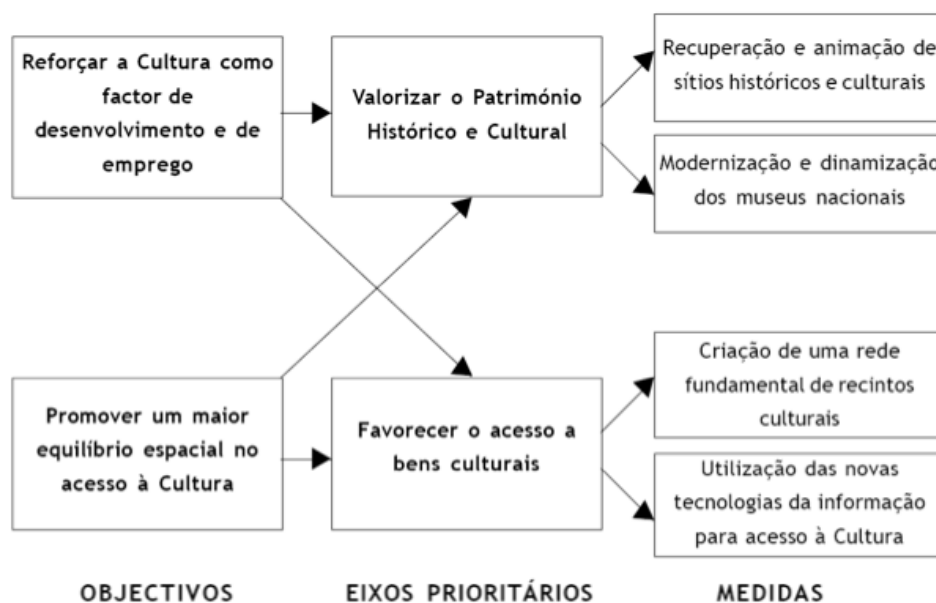 Reforçar a Cultura como
factor de
desenvolvimento e de
emprego
Valorizar o Património
Histórico e Cultural
Recuperação e animação de
sítios históricos e culturais
Modernização e dinamização
dos museus nacionais
Promover um maior
equilíbrio espacial no
acesso à Cultura
Favorecer o acesso a
bens culturais
Criação de uma rede
fundamental de recintos
culturais
Utilização das novas
tecnologias da informação
para acesso à Cultura
OBJECTIVOS
EIXOS PRIORITÁRIOS
MEDIDAS